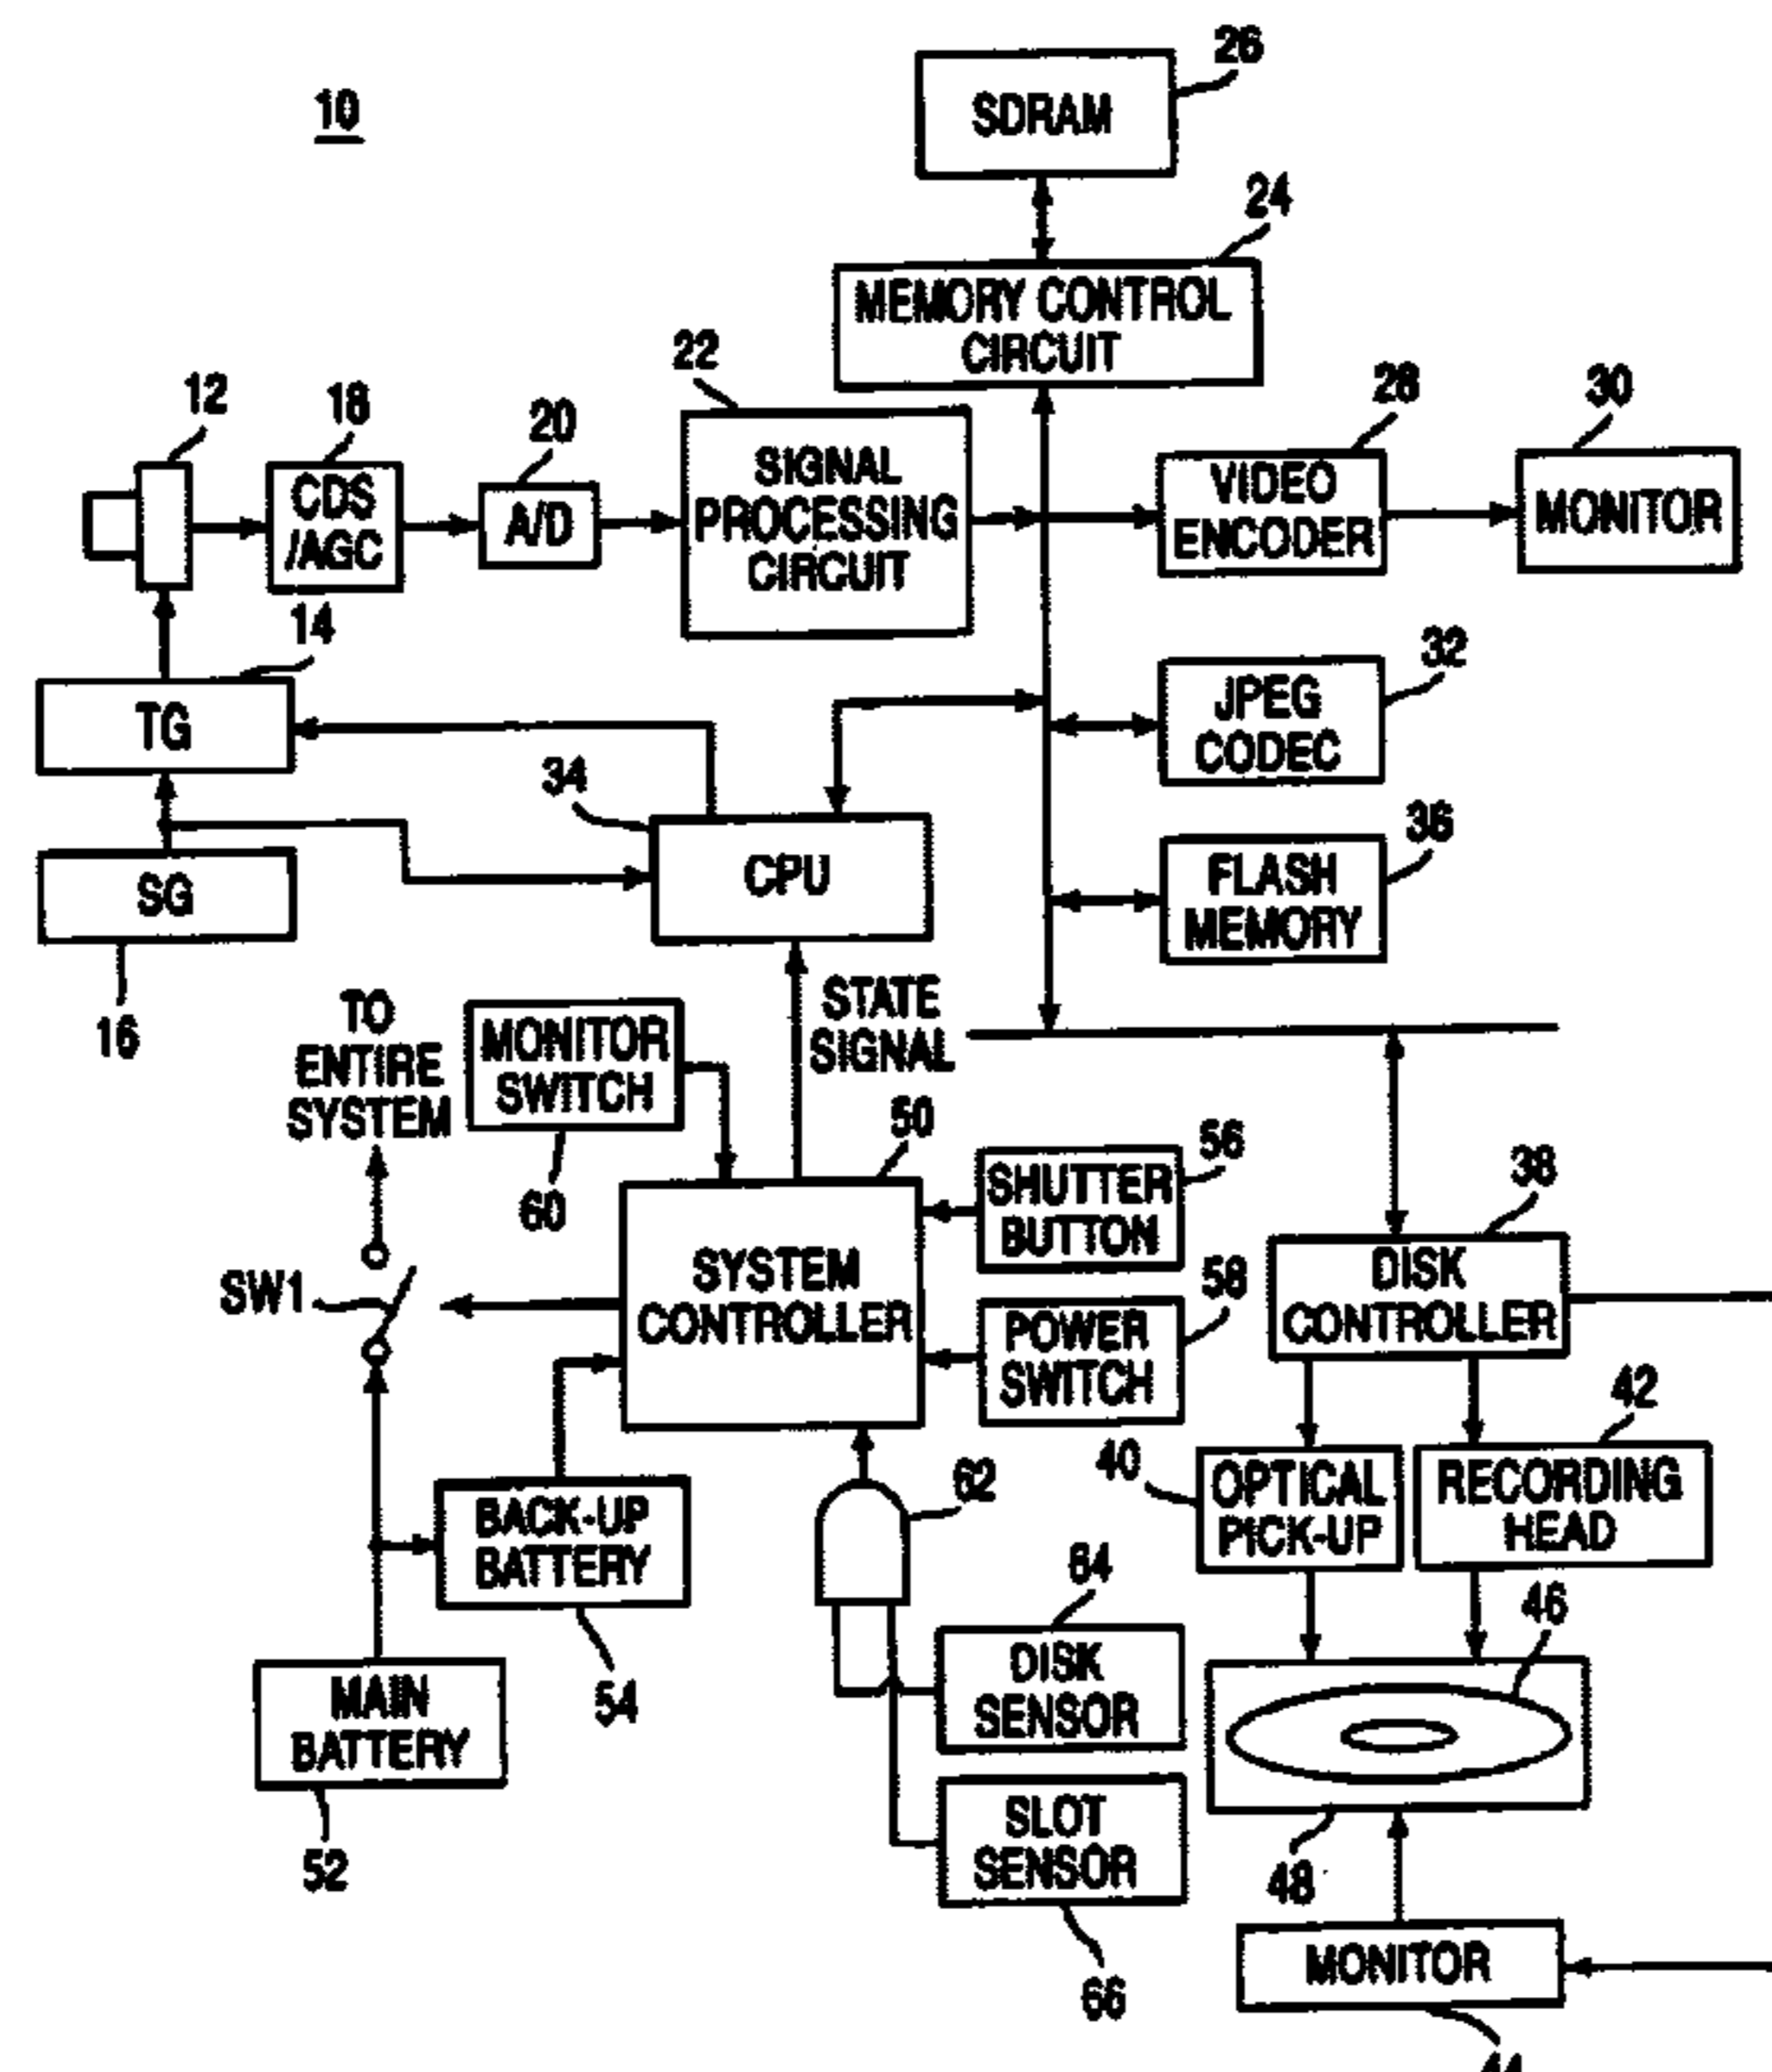 10
SDRAM
26
MEMORY CONTROL
CIRCUIT
24
12
CDS
/AGC
18
A/D
20
SIGNAL
PROCESSING
CIRCUIT
22
VIDEO
ENCODER
28
MONITOR
30
TG
14
JPEG
CODEC
32
SG
16
CPU
34
FLASH
MEMORY
36
TO
ENTIRE
SYSTEM
MONITOR
SWITCH
60
STATE
SIGNAL
50
SYSTEM
CONTROLLER
SW1
SHUTTER
BUTTON
56
POWER
SWITCH
58
DISK
CONTROLLER
38
OPTICAL
PICK-UP
40
RECORDING
HEAD
42
BACK-UP
BATTERY
54
62
MAIN
BATTERY
52
DISK
SENSOR
64
46
SLOT
SENSOR
66
48
MONITOR
44